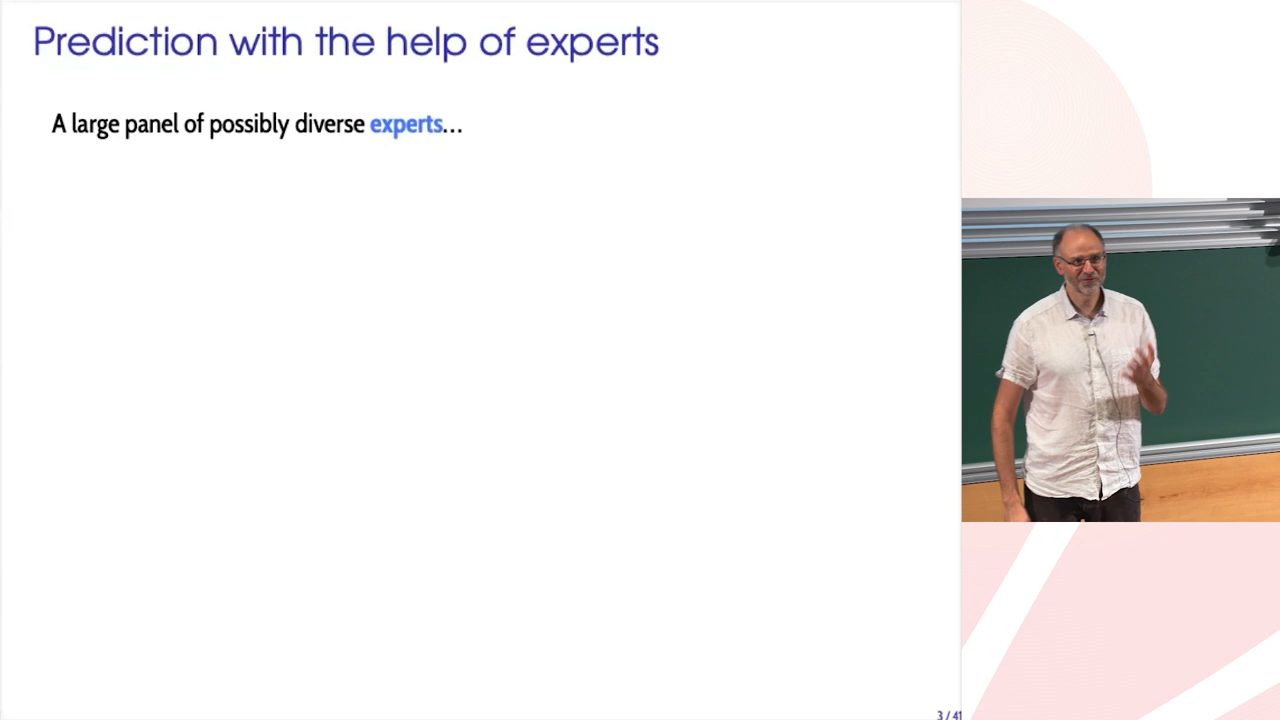 Prediction with the help of experts
A large panel of possibly diverse experts...
3 / 41